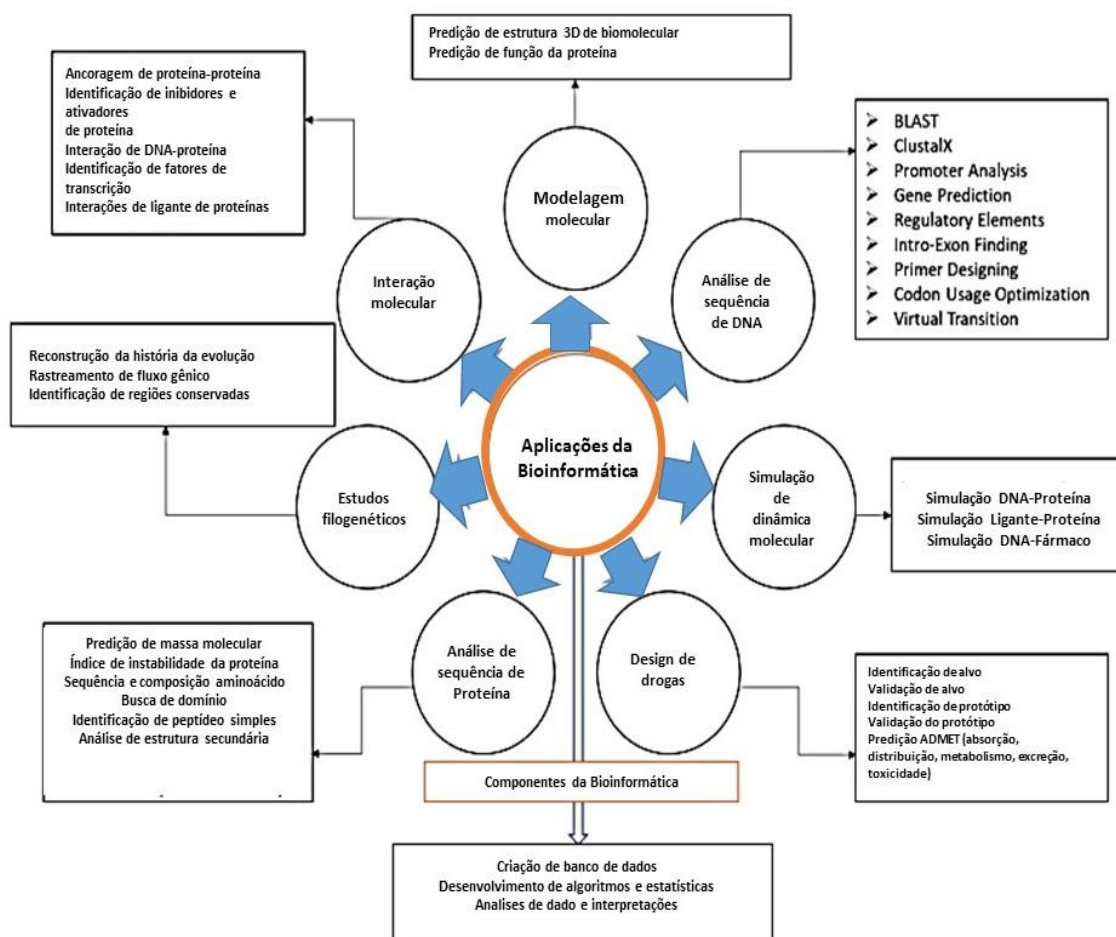 Predição de estrutura 3D de biomolecular
Predição de função da proteína
Ancoragem de proteína-proteína
Identificação de inibidores e
ativadores
de proteína
Interação de DNA-proteína
Identificação de fatores de
transcrição
Interações de ligante de proteínas
Modelagem
molecular
BLAST
ClustalX
Promoter Analysis
Gene Prediction
Regulatory Elements
Intro-Exon Finding
Primer Designing
Codon Usage Optimization
Virtual Transition
Interação
molecular
Análise de
sequência
de DNA
Reconstrução da história da evolução
Rastreamento de fluxo gênico
Identificação de regiões conservadas
Aplicações da
Bioinformática
Estudos
filogenéticos
Simulação
de
dinâmica
molecular
Simulação DNA-Proteína
Simulação Ligante-Proteína
Simulação DNA-Fármaco
Predição de massa molecular
Índice de instabilidade da proteína
Sequência e composição aminoácido
Busca de domínio
Identificação de peptídeo simples
Análise de estrutura secundária
Análise de
sequência de
Proteína
Design de
drogas
Identificação de alvo
Validação de alvo
Identificação de protótipo
Validação do protótipo
Predição ADMET (absorção,
distribuição, metabolismo, excreção,
toxicidade)
Componentes da Bioinformática
Criação de banco de dados
Desenvolvimento de algoritmos e estatísticas
Analises de dado e interpretações